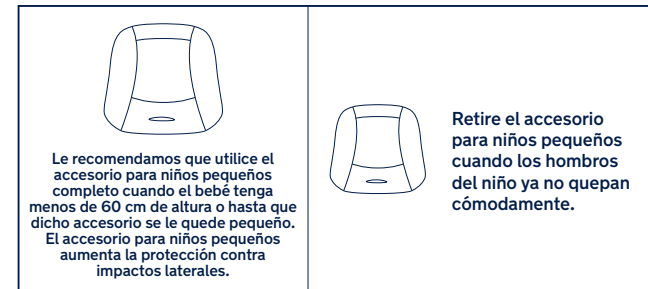 Le recomendamos que utilice el
accesorio para niños pequeños
completo cuando el bebé tenga
menos de 60 cm de altura o hasta que
dicho accesorio se le quede pequeño.
El accesorio para niños pequeños
aumenta la protección contra
impactos laterales.
Retire el accesorio
para niños pequeños
cuando los hombros
del niño ya no quepan
cómodamente.